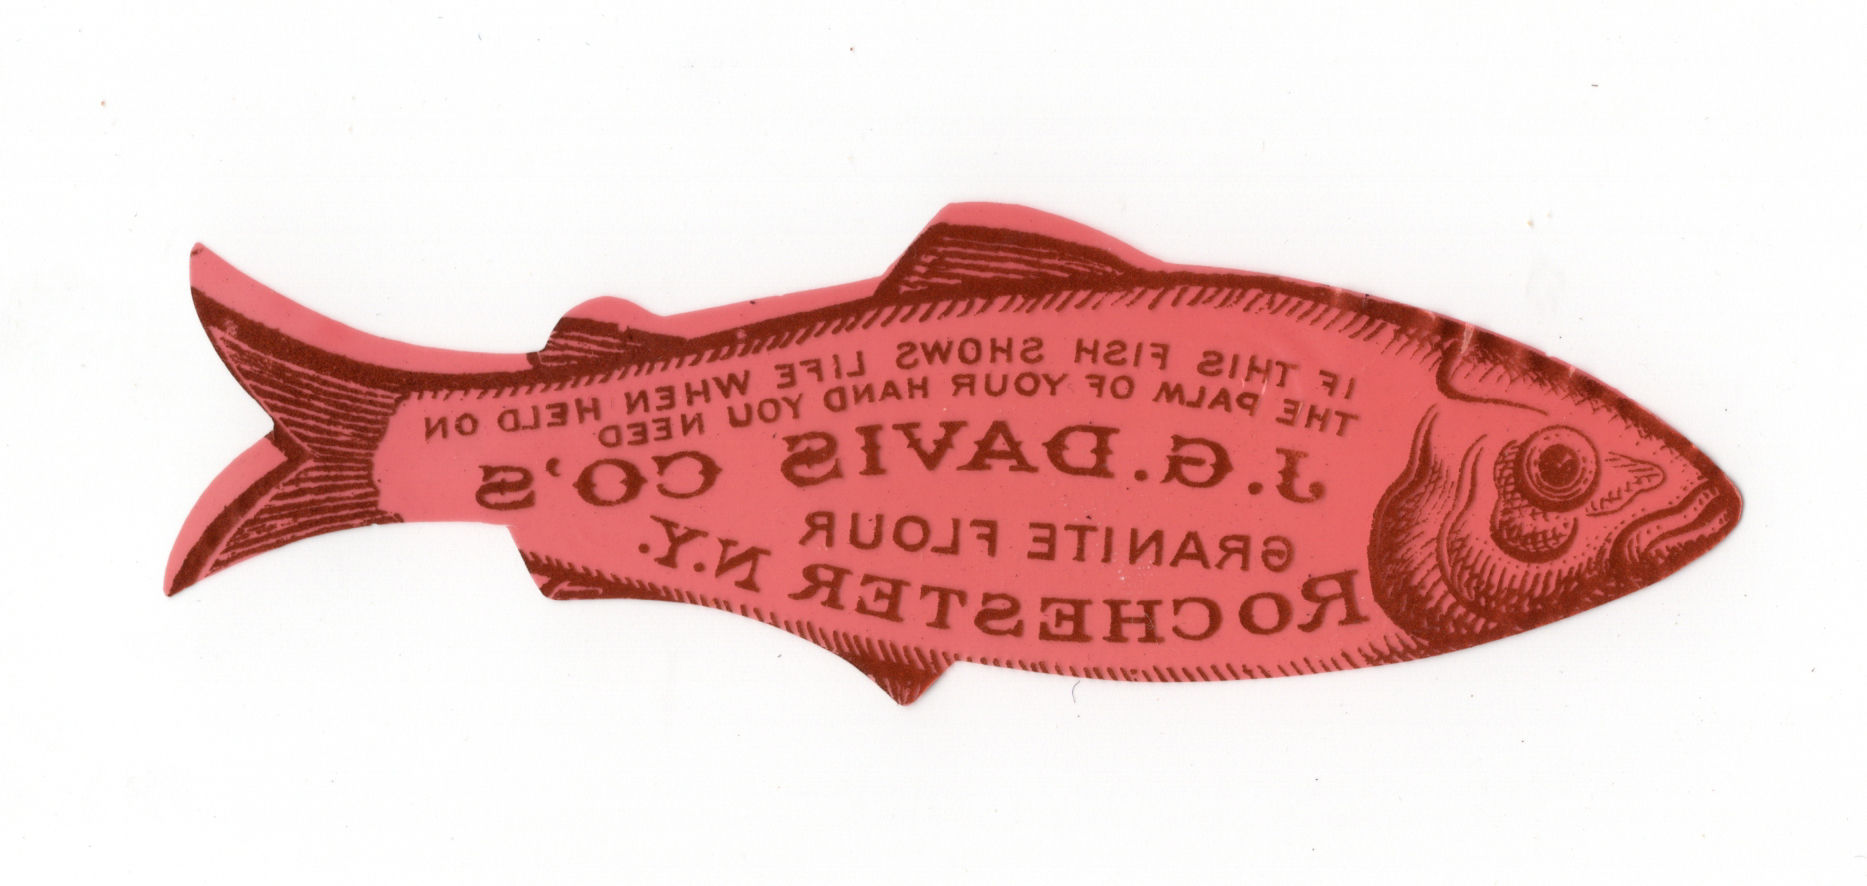 IF THIS FISH SHOWS LIFE WHEN HELD ON
THE PALM OF YOUR HAND YOU NEED
J.G. DAVIS CO'S
GRANITE FLOUR
ROCHESTER N.Y.